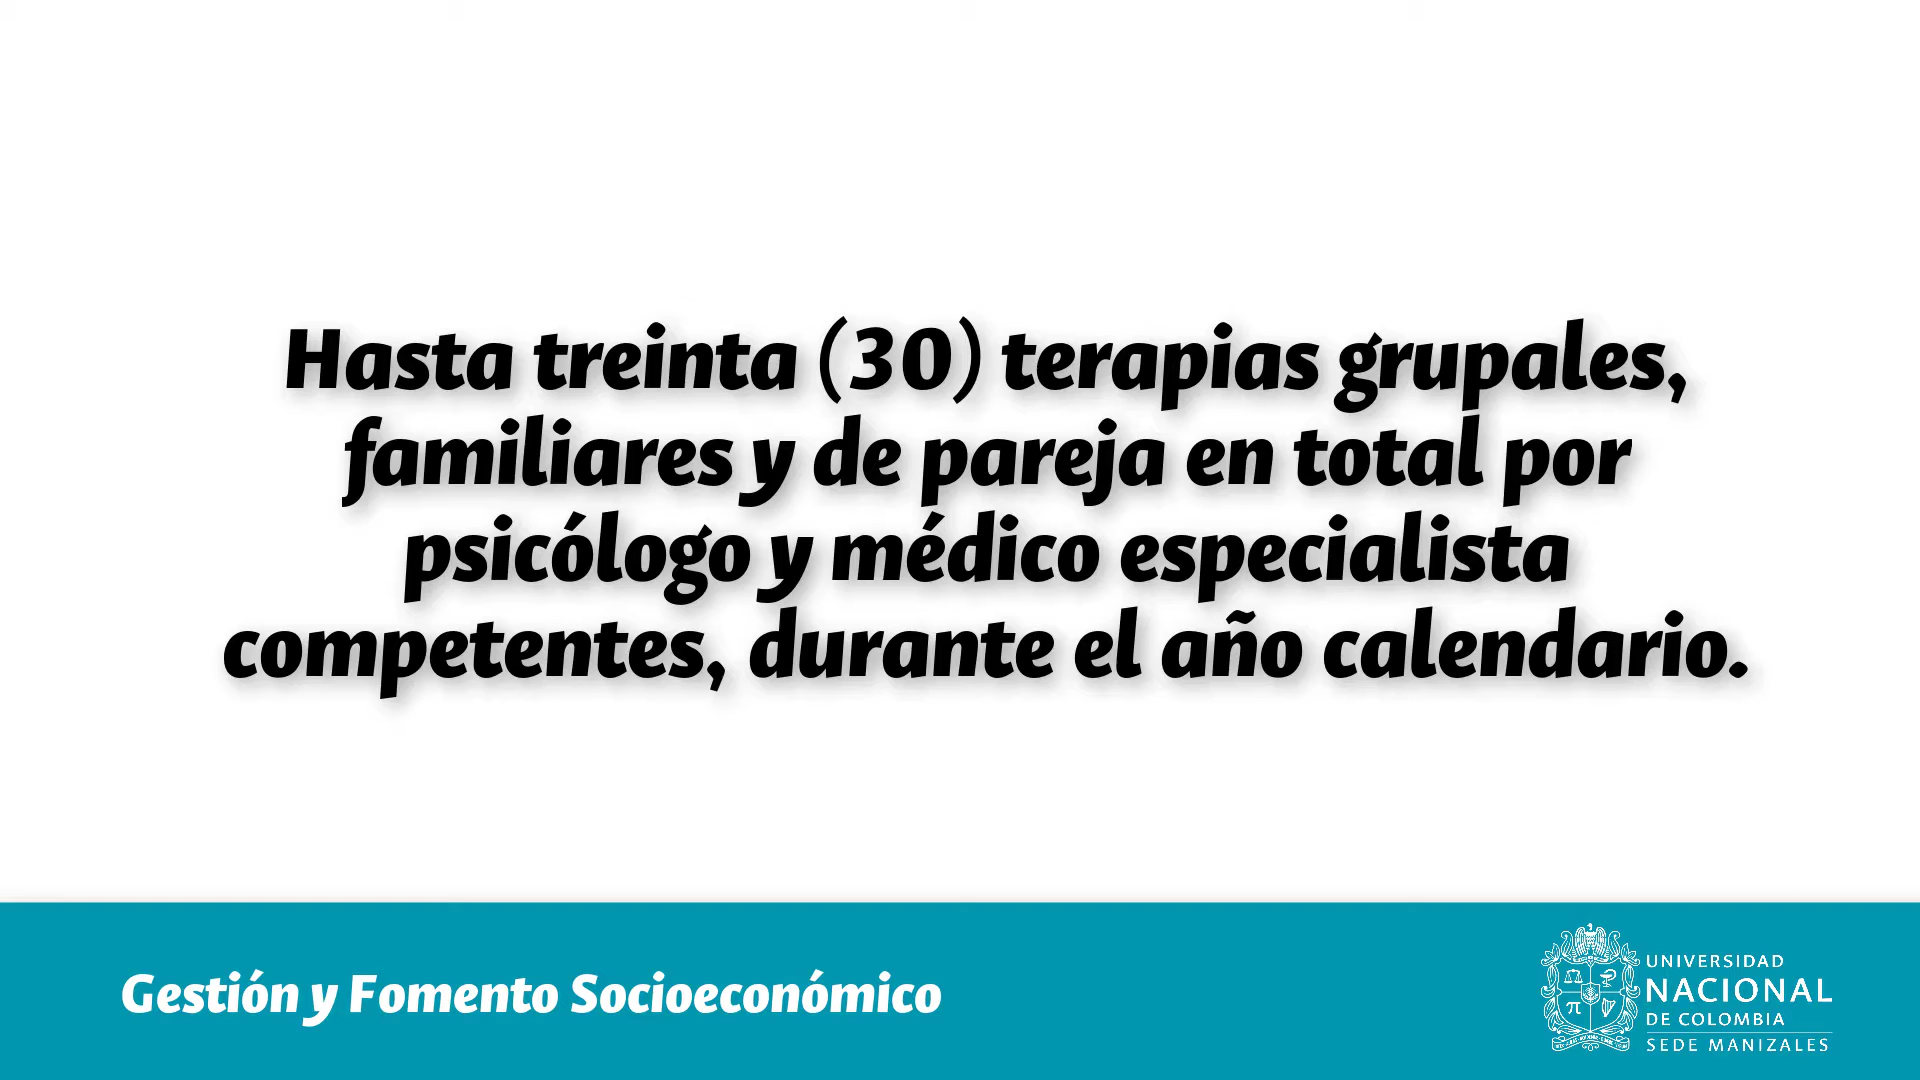 Hasta treinta (30) terapias grupales,
familiares y de pareja en total por
psicólogo y médico especialista
competentes, durante el año calendario.
Gestión y Fomento Socioeconómico
UNIVERSIDAD
NACIONAL
DE COLOMBIA
SEDE MANIZALES